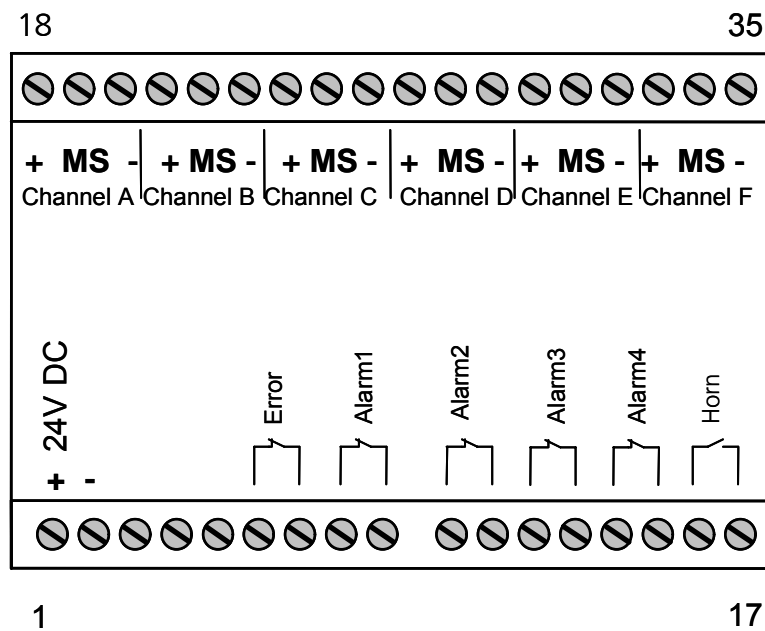 18 35
+ MS - + MS - + MS - + MS - + MS - + MS -
Channel A Channel B Channel C Channel D Channel E Channel F
24V DC
Error
Alarm1
Alarm2
Alarm3
Alarm4
Horn
+ -
1 17